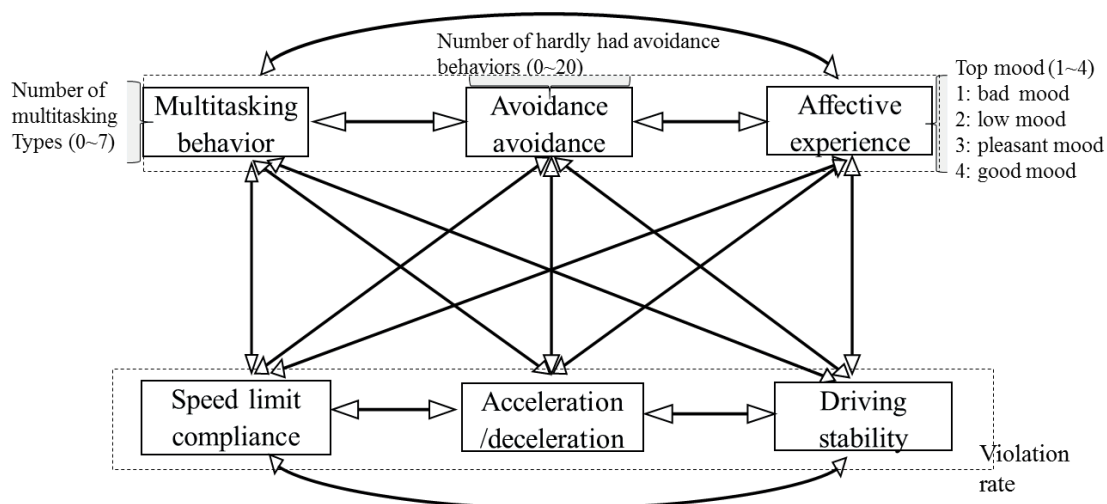 Number of hardly had avoidance
behaviors (0~20)
Number of
multitasking
Types (0~7)
Multitasking
behavior
Avoidance
avoidance
Affective
experience
Top mood (1~4)
1: bad mood
2: low mood
3: pleasant mood
4: good mood
Speed limit
compliance
Acceleration
/deceleration
Driving
stability
Violation
rate